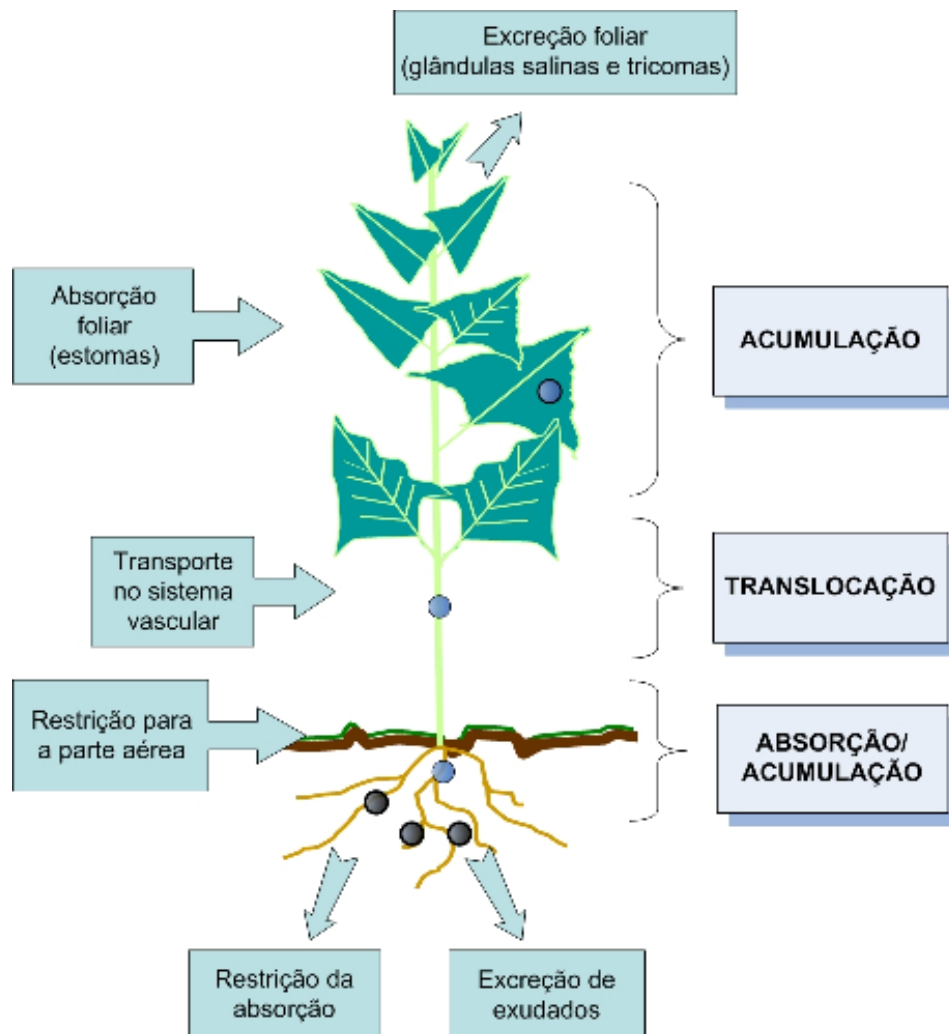 Excreção foliar
(glândulas salinas e tricomas)
Absorção
foliar
(estomas)
ACUMULAÇÃO
Transporte
no sistema
vascular
TRANSLOCAÇÃO
Restrição para
a parte aérea
ABSORÇÃO/
ACUMULAÇÃO
Restrição da
absorção
Excreção de
exudados